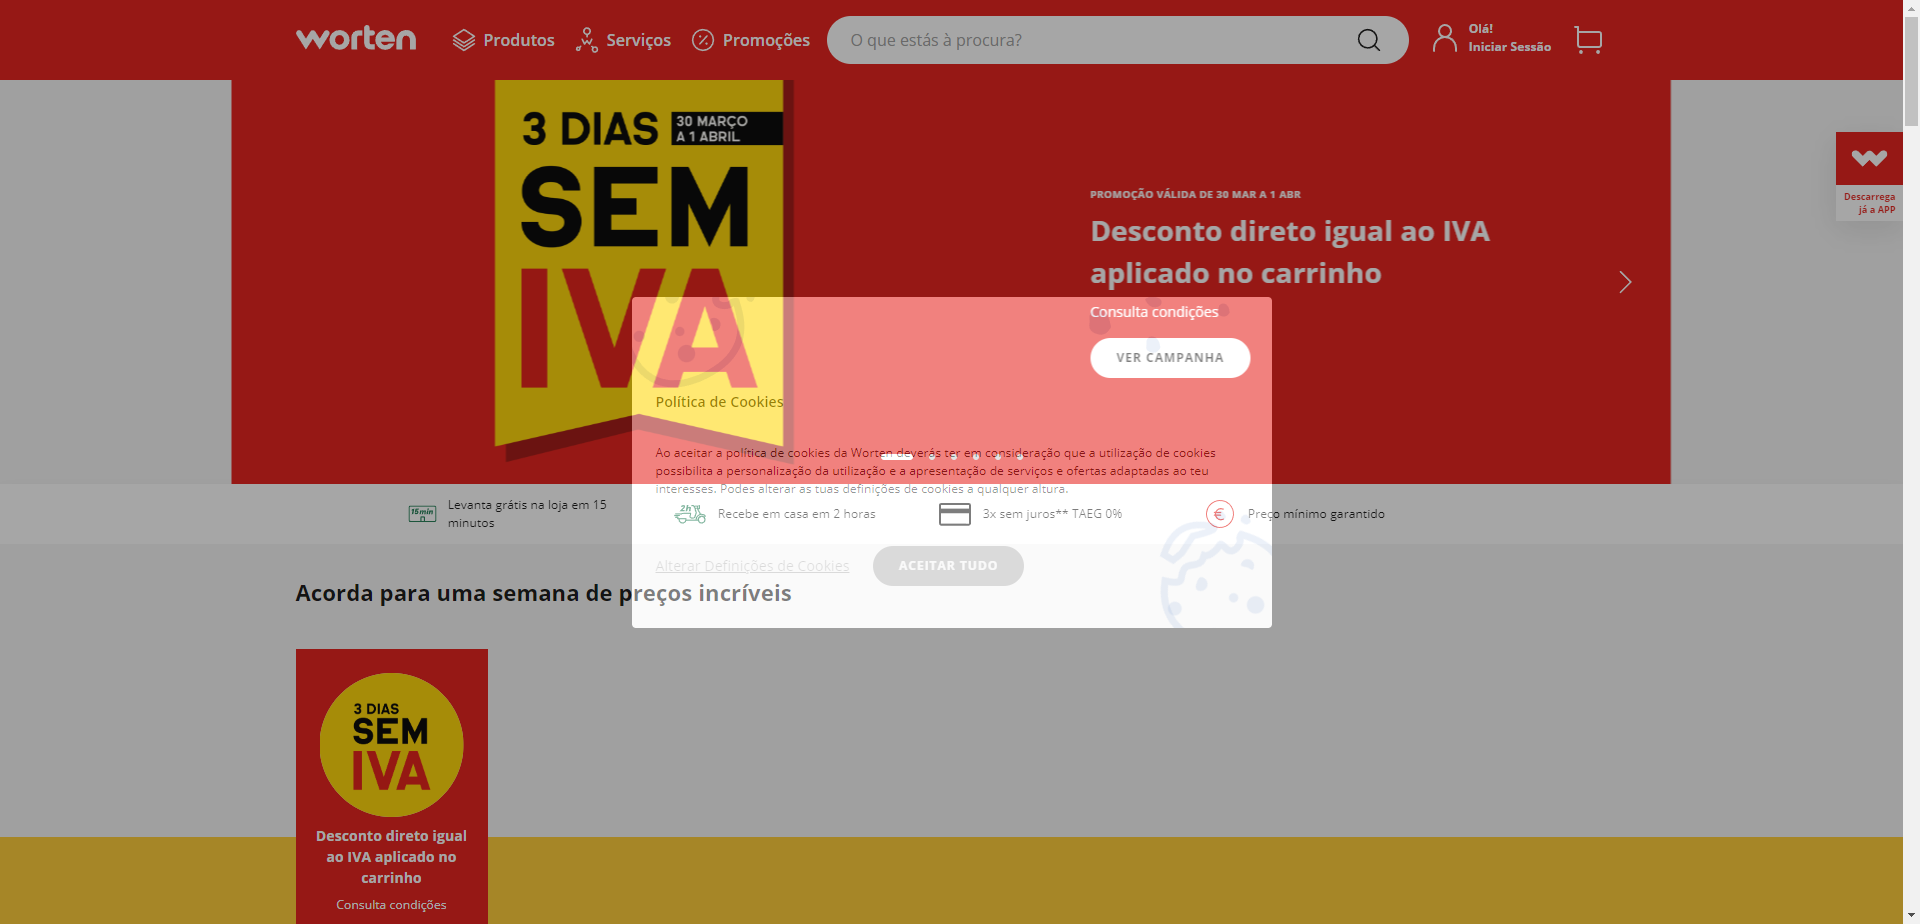 worten
Produtos
Serviços
Promoções
O que estás à procura?
Olá!
Iniciar Sessão
3 DIAS
30 MARÇO
A 1 ABRIL
SEM
IVA
PROMOÇÃO VÁLIDA DE 30 MAR A 1 ABR
Desconto direto igual ao IVA
aplicado no carrinho
Consulta condições
VER CAMPANHA
Descarrega
já a APP
Política de Cookies
Ao aceitar a política de cookies da Worten deverás ter em consideração que a utilização de cookies
possibilita a personalização da utilização e a apresentação de serviços e ofertas adaptadas ao teu
interesses. Podes alterar as tuas definições de cookies a qualquer altura.
Alterar Definições de Cookies
ACEITAR TUDO
15min
Levanta grátis na loja em 15
minutos
2h
Recebe em casa em 2 horas
3x sem juros** TAEG 0%
€
Preço mínimo garantido
Acorda para uma semana de preços incríveis
3 DIAS
SEM
IVA
Desconto direto igual
ao IVA aplicado no
carrinho
Consulta condições